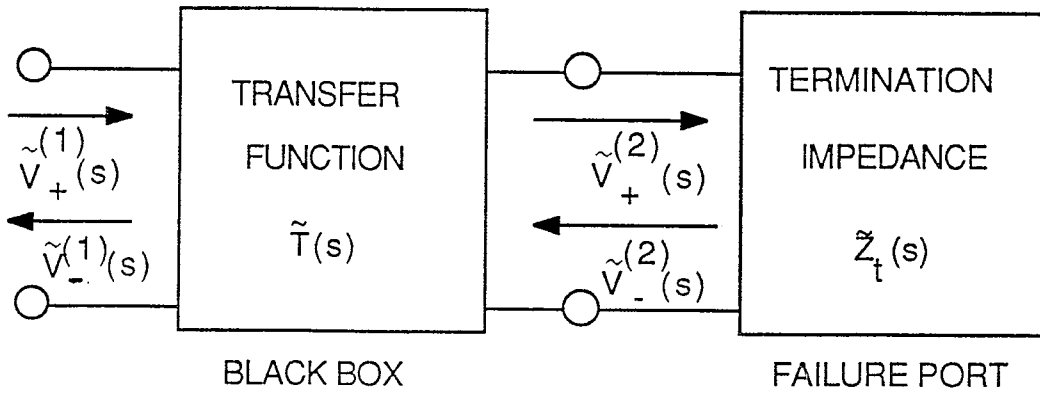 TRANSFER
FUNCTION
T̃(s)
BLACK BOX
Ṽ₊⁽¹⁾(s)
Ṽ₋⁽¹⁾(s)
Ṽ₊⁽²⁾(s)
Ṽ₋⁽²⁾(s)
TERMINATION
IMPEDANCE
Z̃ₜ(s)
FAILURE PORT